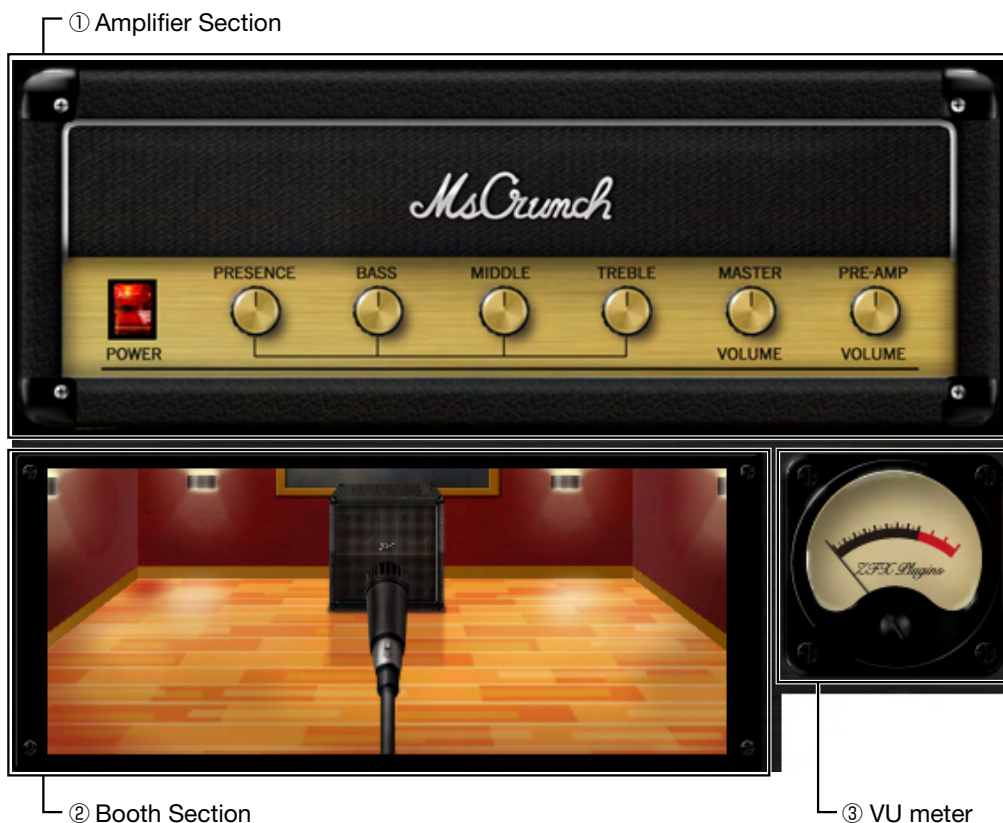 ① Amplifier Section
MsCrunch
PRESENCE BASS MIDDLE TREBLE MASTER PRE-AMP
POWER VOLUME VOLUME
ZFX Plugins
② Booth Section ③ VU meter